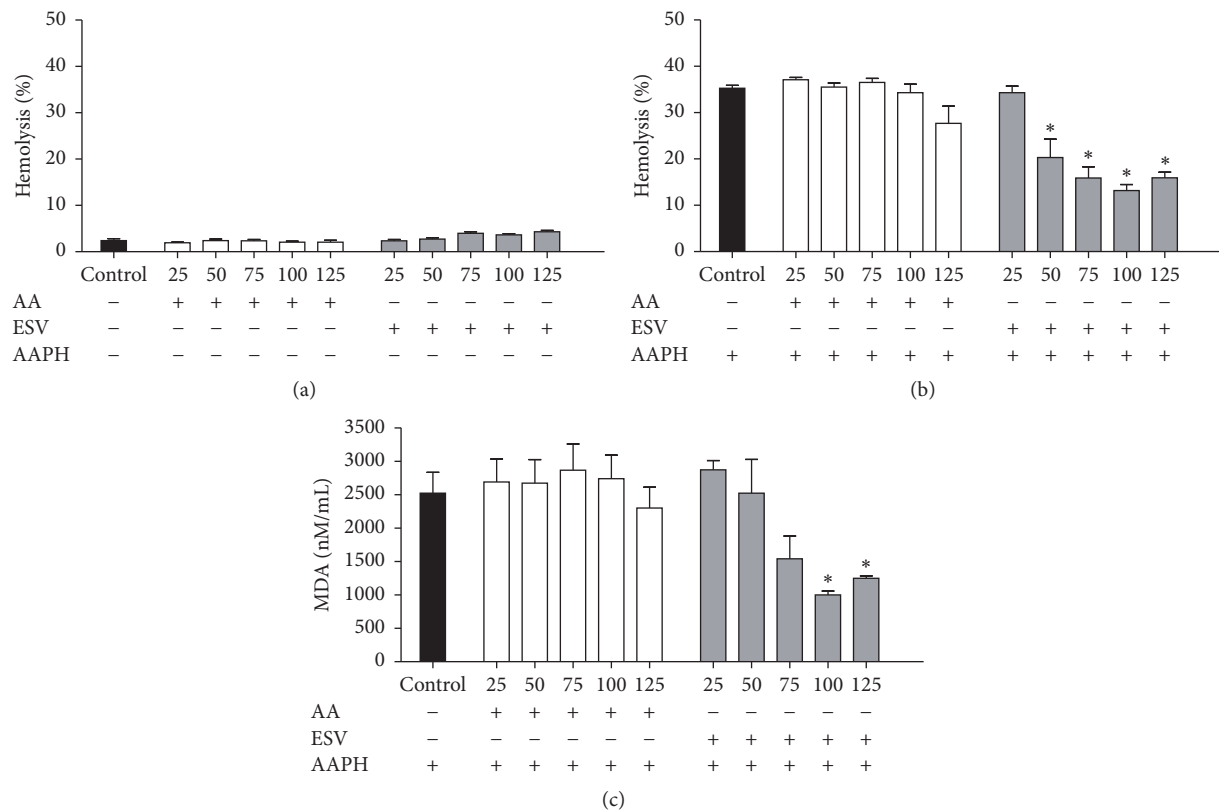 50
40
30
20
10
0
Hemolysis (%)
Control 25 50 75 100 125 25 50 75 100 125
AA − + + + + + − − − − −
ESV − − − − − − + + + + +
AAPH − − − − − − − − − − −
(a)
50
40
30
20
10
0
Hemolysis (%)
* * * *
Control 25 50 75 100 125 25 50 75 100 125
AA − + + + + + − − − − −
ESV − − − − − − + + + + +
AAPH + + + + + + + + + + +
(b)
3500
3000
2500
2000
1500
1000
500
0
MDA (nM/mL)
* *
Control 25 50 75 100 125 25 50 75 100 125
AA − + + + + + − − − − −
ESV − − − − − − + + + + +
AAPH + + + + + + + + + + +
(c)